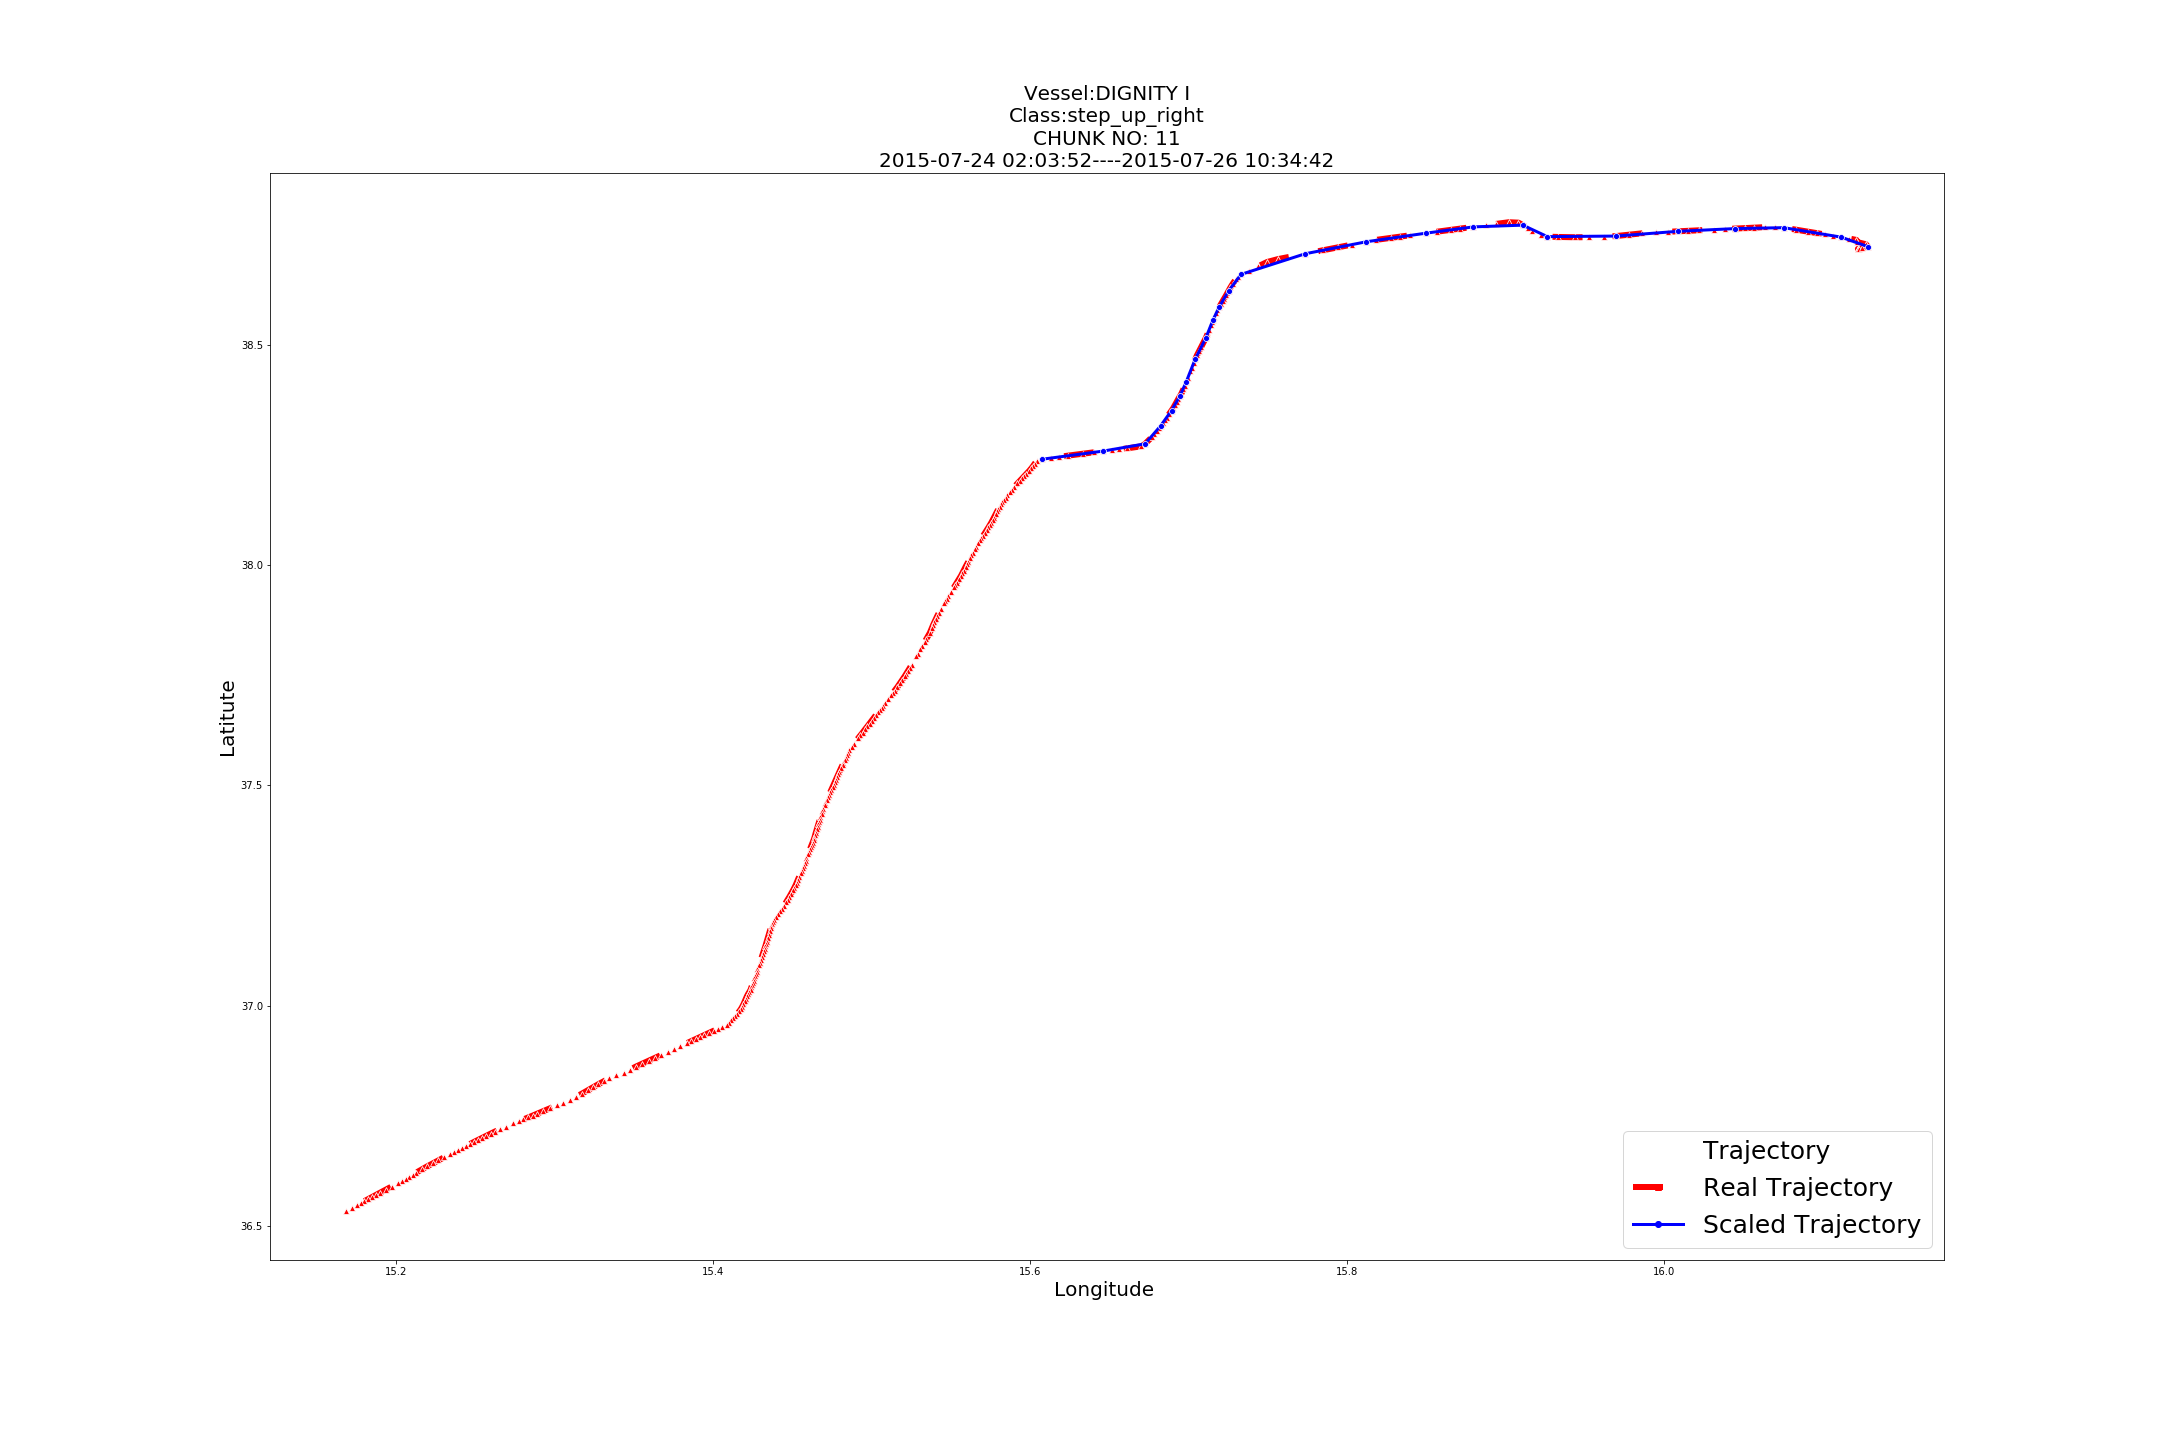 Vessel:DIGNITY I
Class:step_up_right
CHUNK NO: 11
2015-07-24 02:03:52----2015-07-26 10:34:42
Latitute
38.5
38.0
37.5
37.0
36.5
15.2 15.4 15.6 15.8 16.0
Longitude
Trajectory
Real Trajectory
Scaled Trajectory